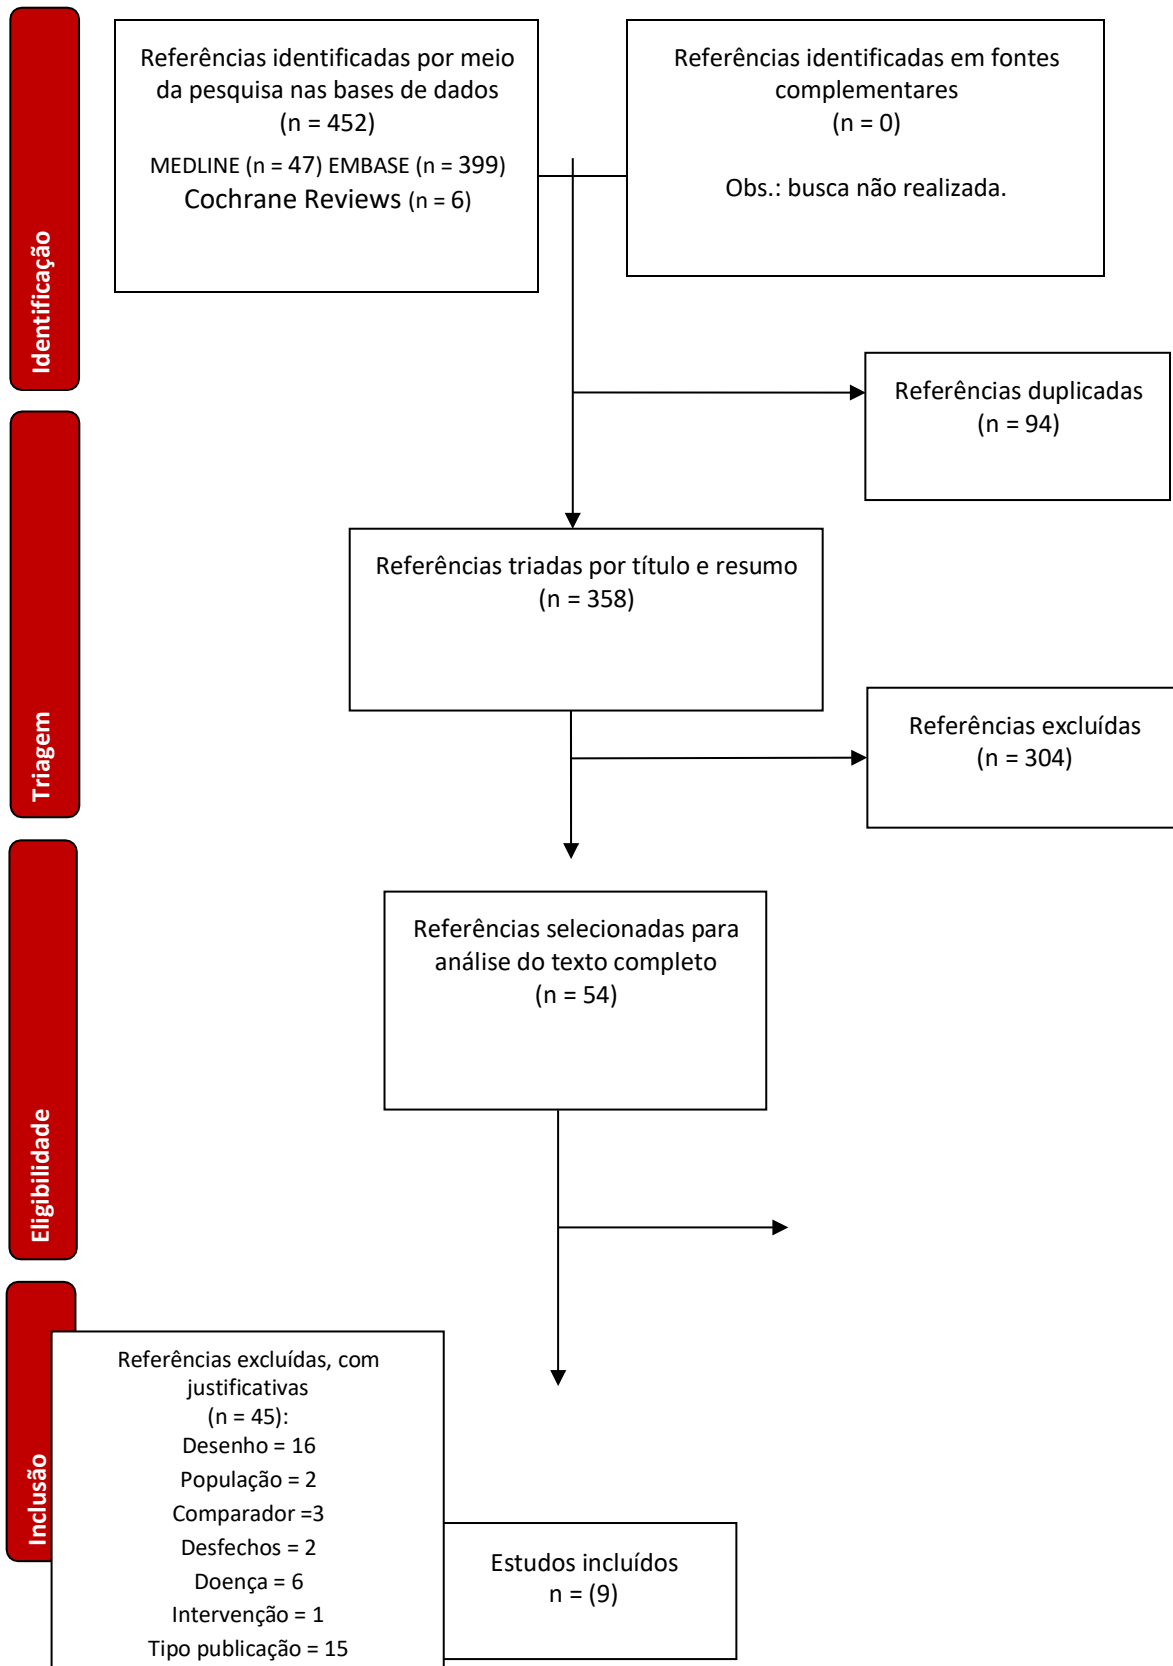 Referências identificadas por meio
da pesquisa nas bases de dados
(n = 452)
MEDLINE (n = 47) EMBASE (n = 399)
Cochrane Reviews (n = 6)
Referências identificadas em fontes
complementares
(n = 0)
Obs.: busca não realizada.
Identificação
Referências duplicadas
(n = 94)
Referências triadas por título e resumo
(n = 358)
Triagem
Referências excluídas
(n = 304)
Referências selecionadas para
análise do texto completo
(n = 54)
Eligibilidade
Referências excluídas, com
justificativas
(n = 45):
Desenho = 16
População = 2
Comparador =3
Desfechos = 2
Doença = 6
Intervenção = 1
Tipo publicação = 15
Inclusão
Estudos incluídos
n = (9)